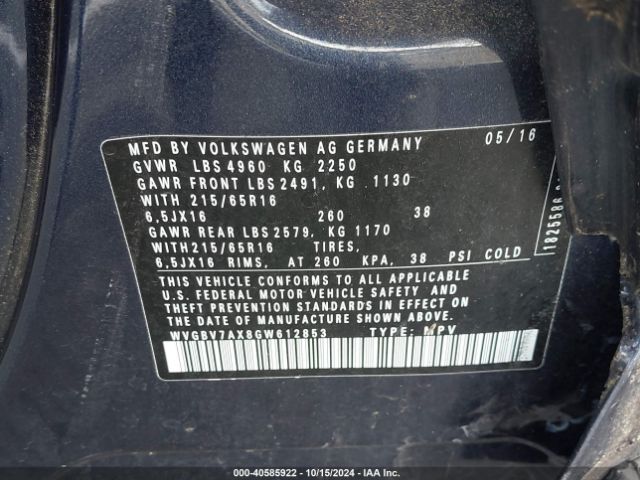 MFD BY VOLKSWAGEN AG GERMANY 05/16
GVWR LBS 4960 KG 2250
GAWR FRONT LBS 2491, KG 1130
WITH 215/65R16
6,5JX16 260 38
GAWR REAR LBS 2579, KG 1170
WITH 215/65R16 TIRES,
6,5JX16 RIMS, AT 260 KPA, 38 PSI COLD
THIS VEHICLE CONFORMS TO ALL APPLICABLE
U.S. FEDERAL MOTOR VEHICLE SAFETY AND
THEFT PREVENTION STANDARDS IN EFFECT ON
THE DATE OF MANUFACTURE SHOWN ABOVE.
WVGBV7AX8GW612853 TYPE: MPV
000-40585922 - 10/15/2024 - IAA Inc.